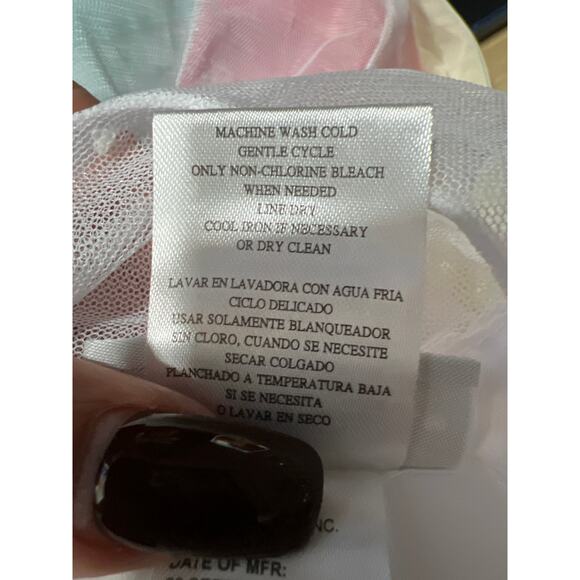 MACHINE WASH COLD
GENTLE CYCLE
ONLY NON-CHLORINE BLEACH
WHEN NEEDED
LINE DRY
COOL IRON IF NECESSARY
OR DRY CLEAN
LAVAR EN LAVADORA CON AGUA FRIA
CICLO DELICADO
USAR SOLAMENTE BLANQUEADOR
SIN CLORO, CUANDO SE NECESITE
SECAR COLGADO
PLANCHADO A TEMPERATURA BAJA
SI SE NECESITA
O LAVAR EN SECO
NC.
DATE OF MFR: